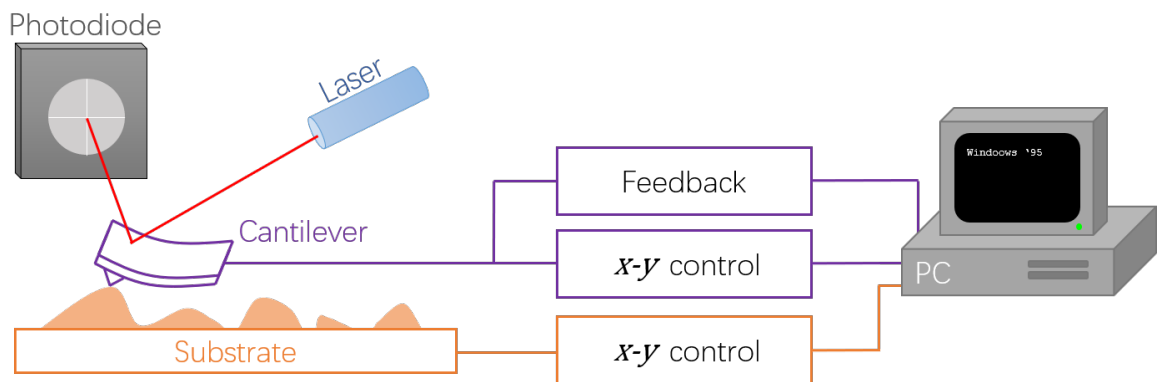 Photodiode
Laser
Windoows `95
Feedback
Cantilever
x-y control
PC
Substrate
x-y control